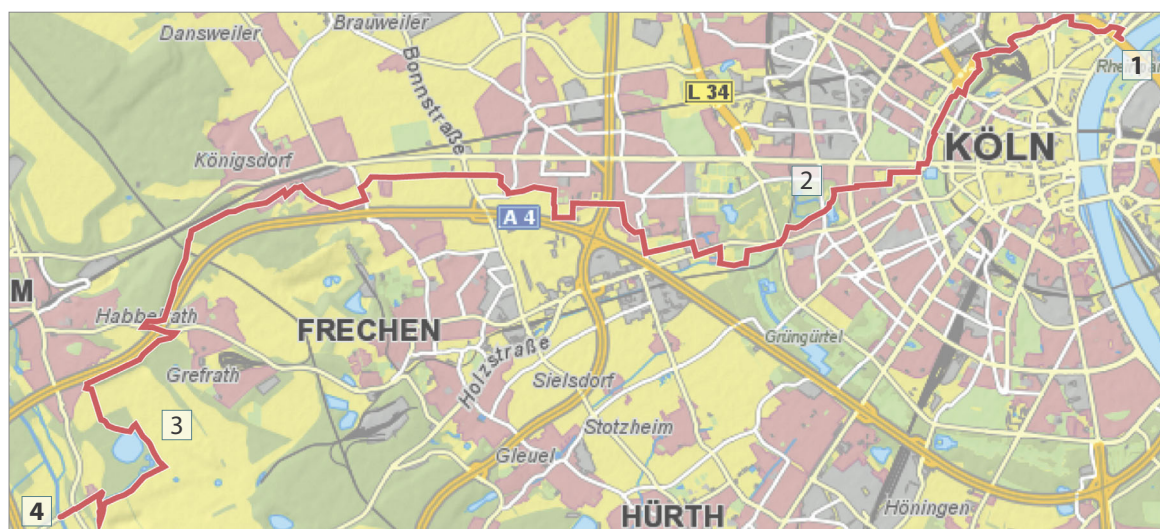 Brauweiler
Dansweiler
Bonnstraße
1
L 34
KÖLN
Königsdorf
2
A 4
M
Habbelrath
FRECHEN
Grüngürtel
Holzstraße
Grefrath
Sielsdorf
3
Stotzheim
Gleuel
4
HÜRTH
Höningen